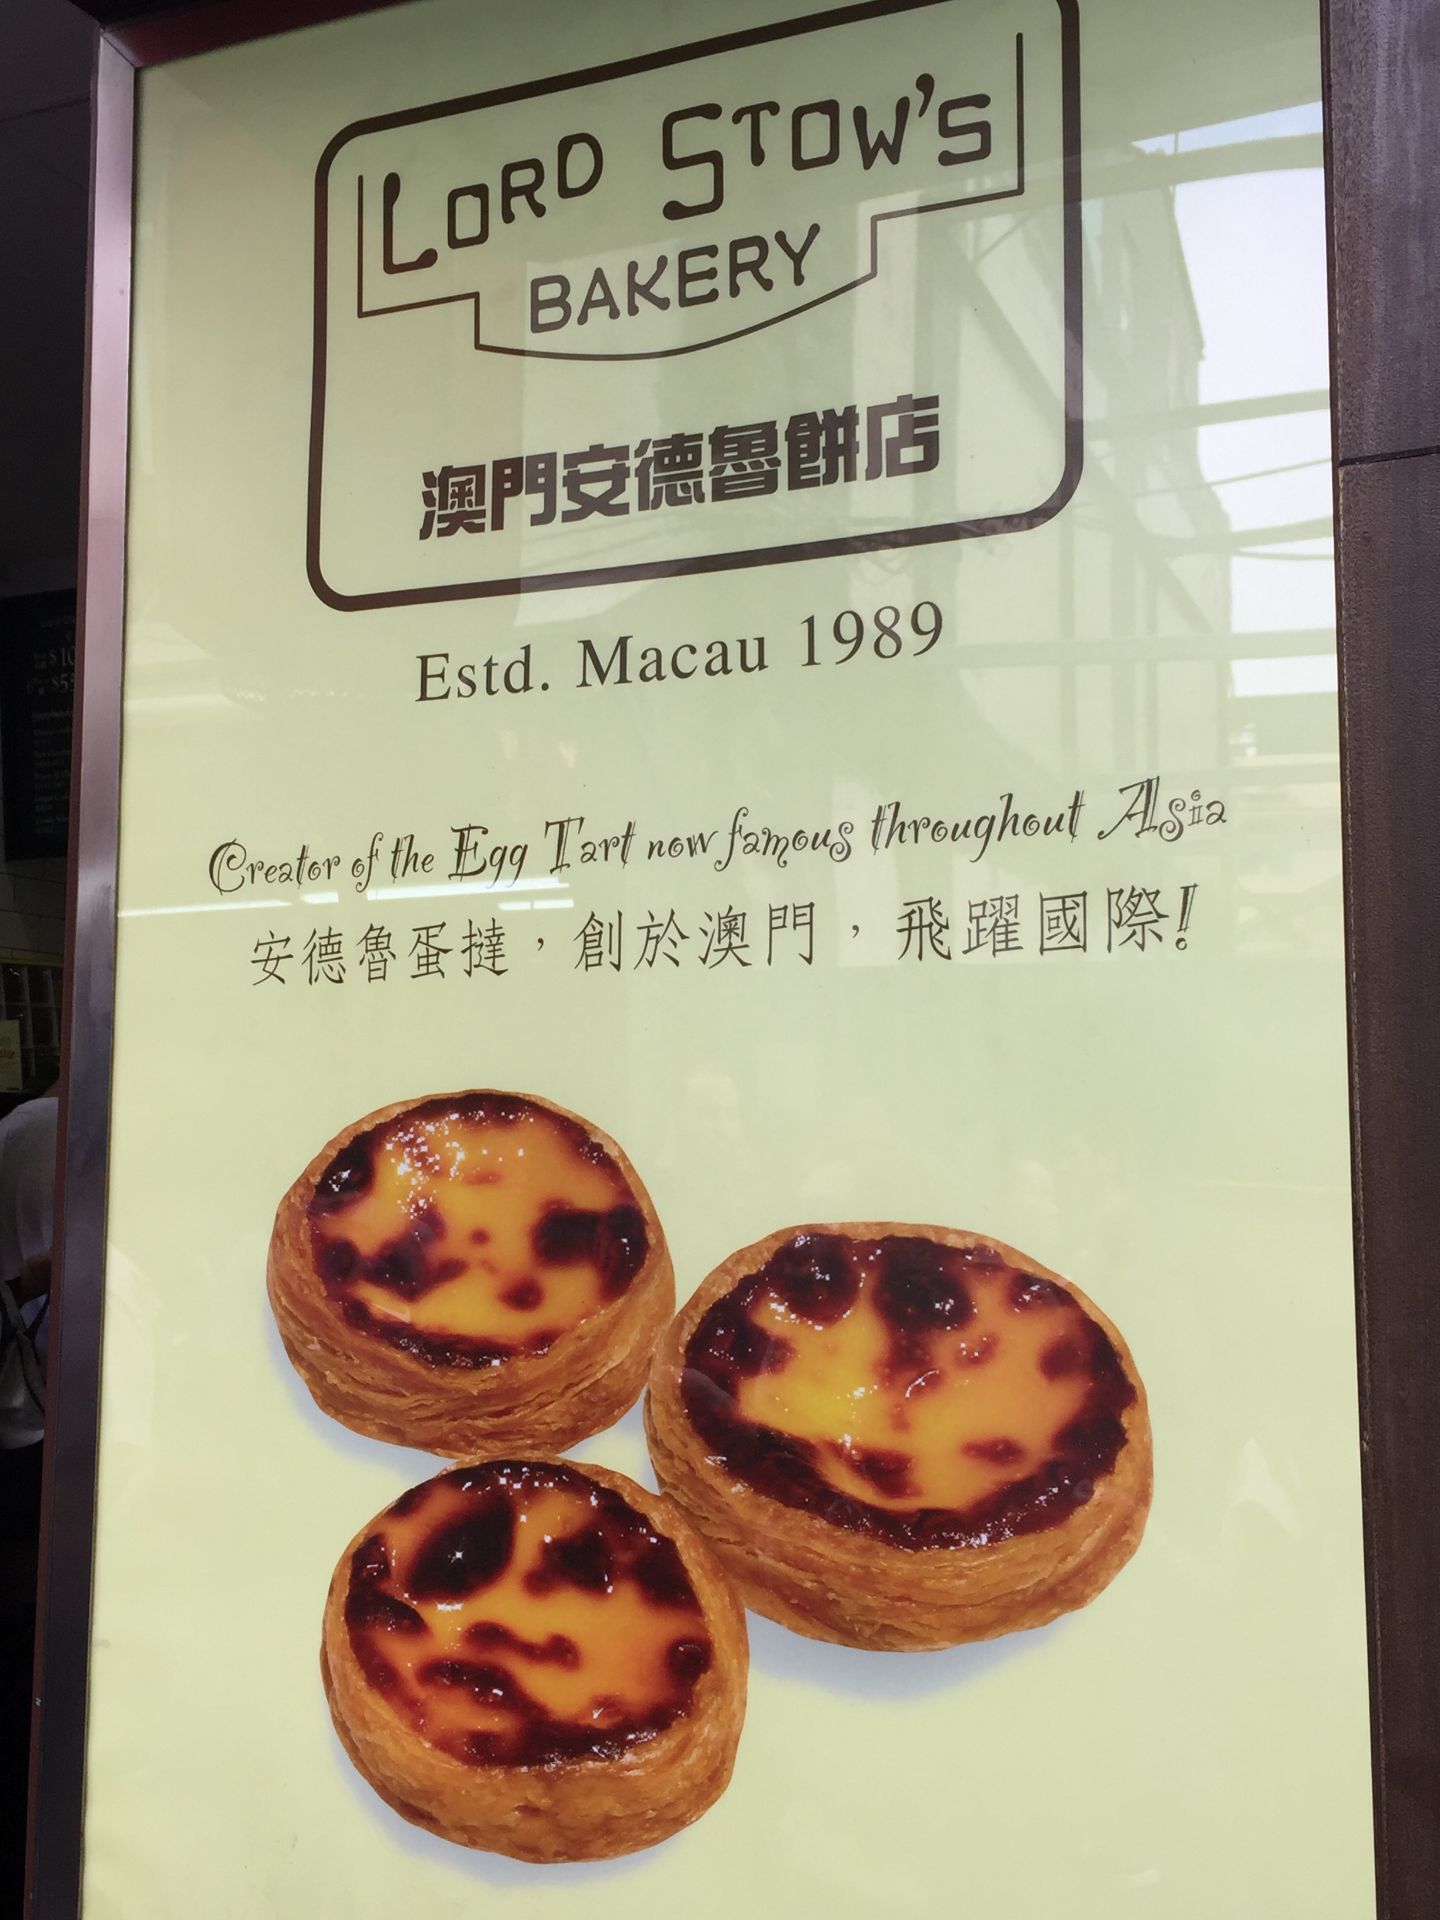 LORD STOW'S
BAKERY
澳門安德魯餅店
Estd. Macau 1989
Creator of the Egg Tart now famous throughout Asia
安德魯蛋撻，創於澳門，飛躍國際！